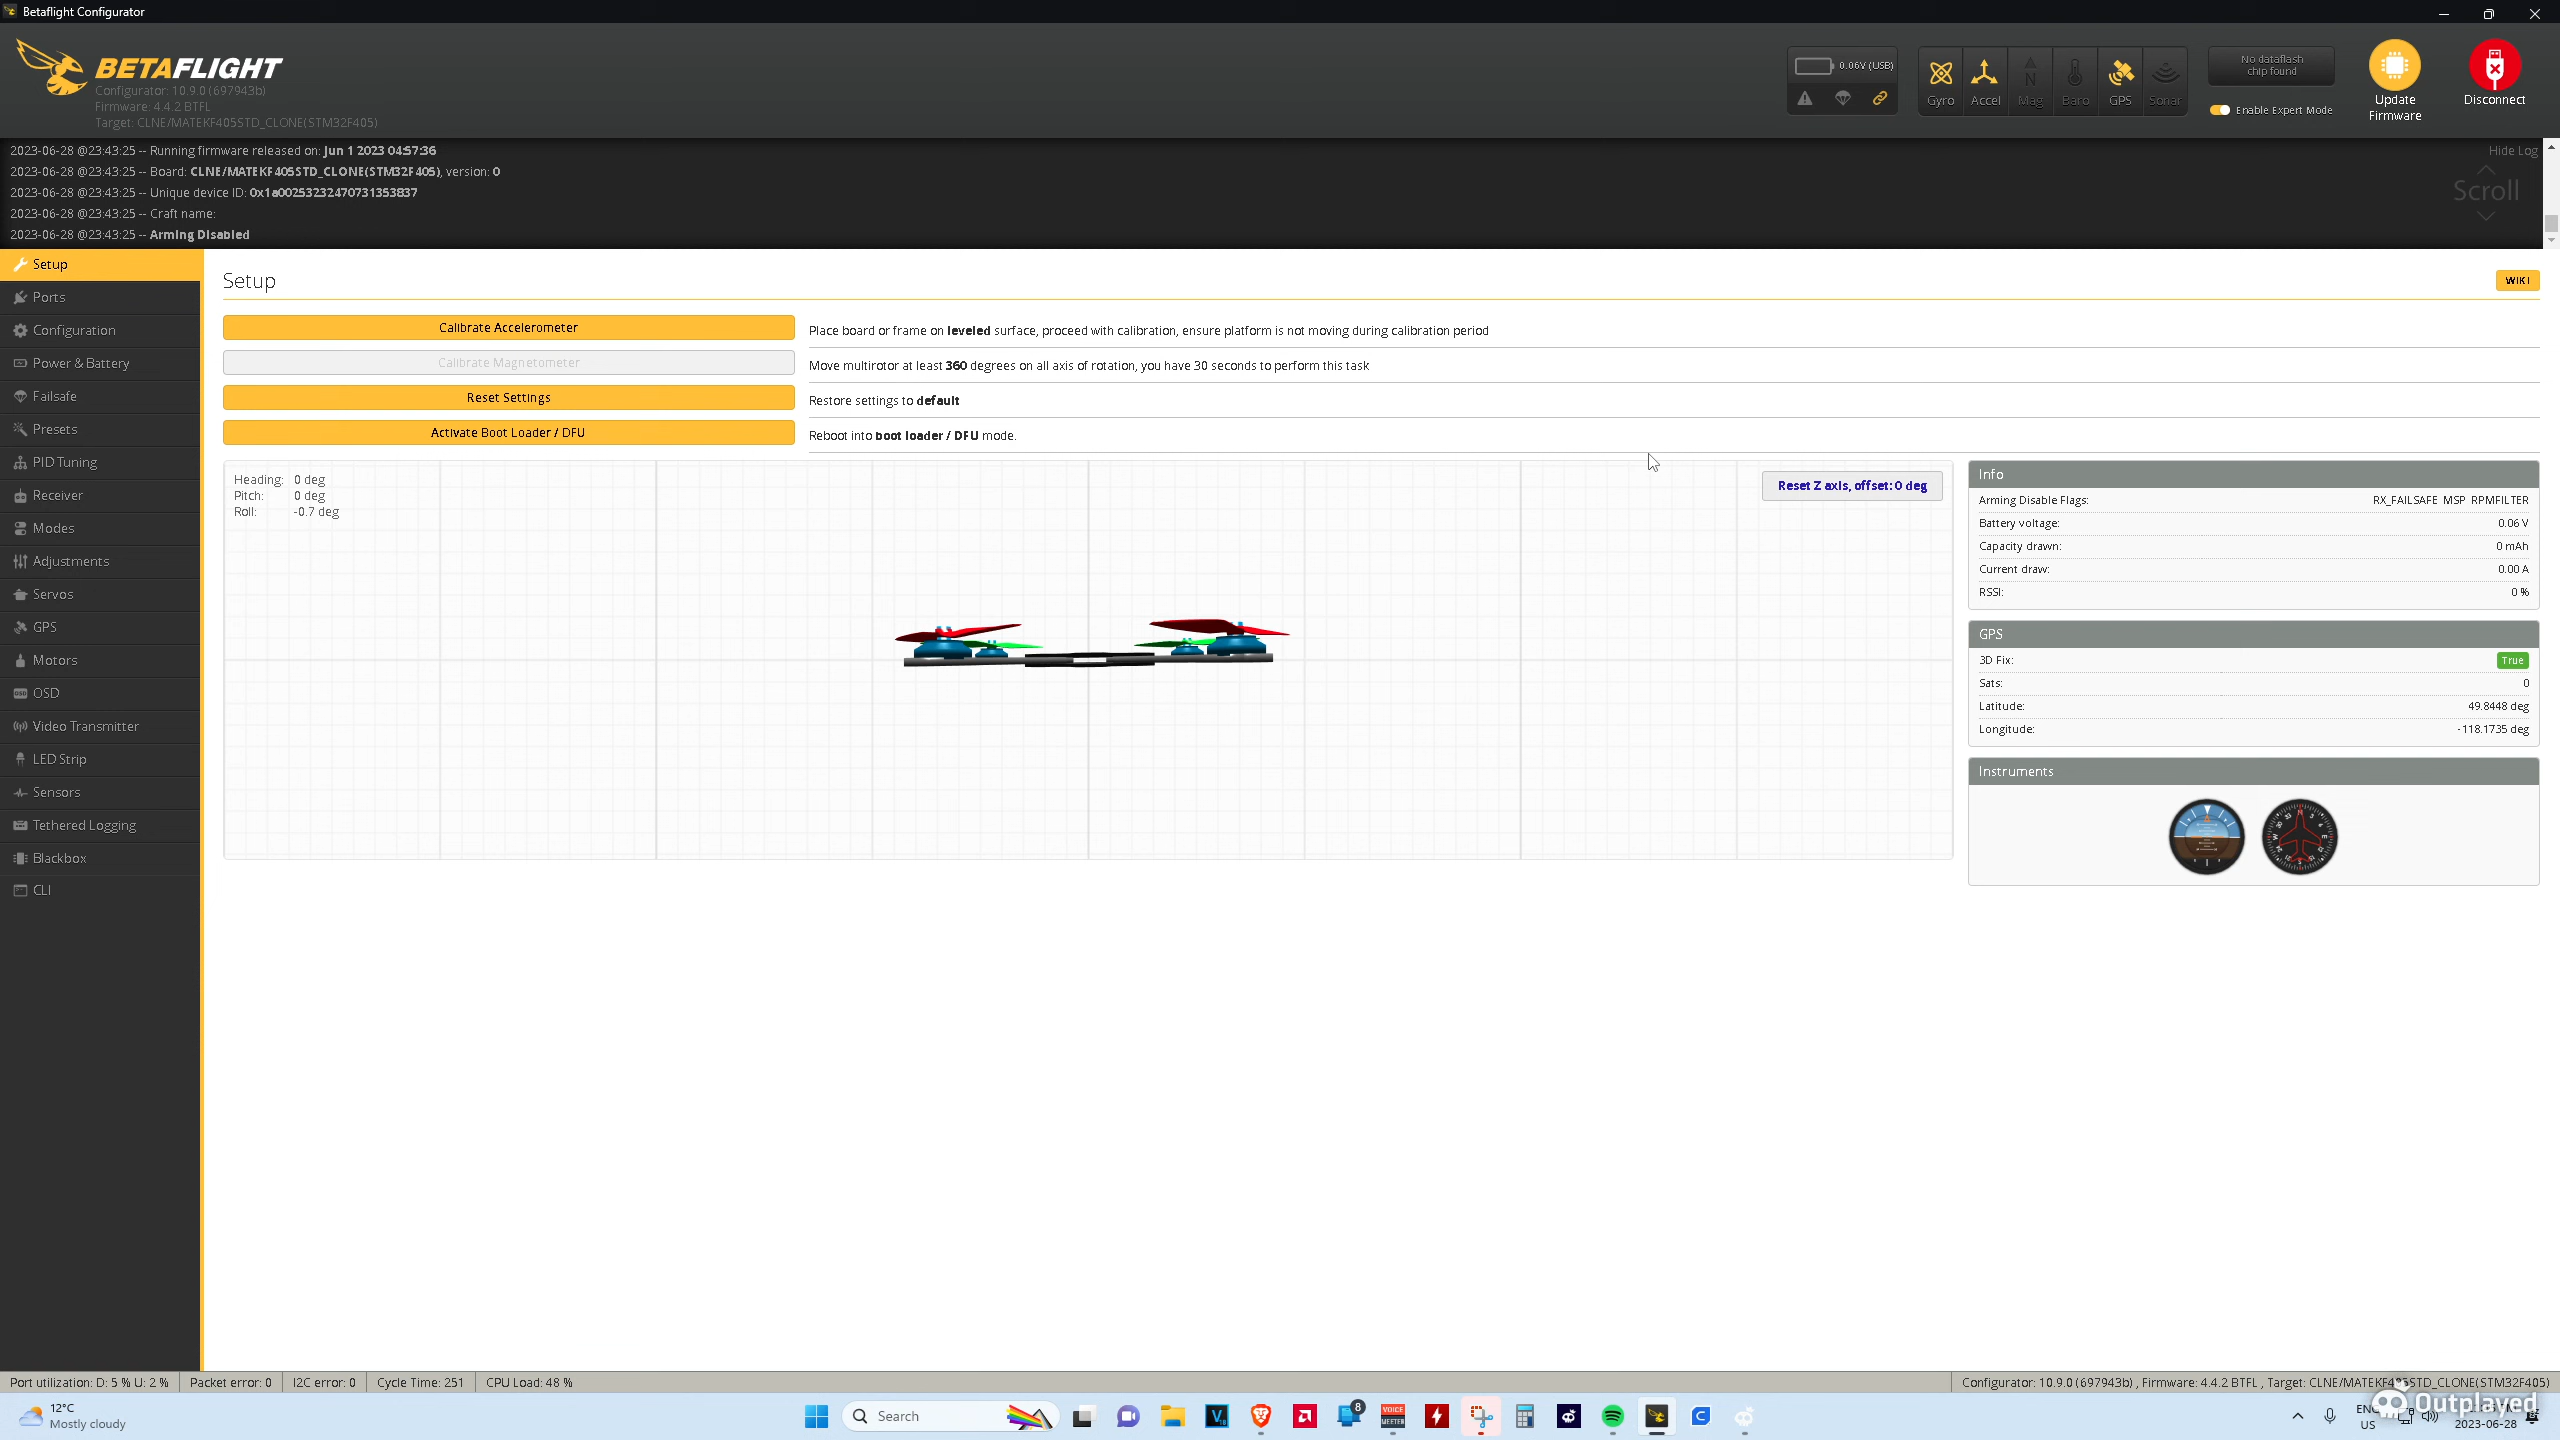 Betaflight Configurator
BETAFLIGHT
Configurator: 10.9.0 (697943b)
Firmware: 4.4.2 BTFL
Target: CLNE/MATEKF405STD_CLONE(STM32F405)
0.06V (USB)
Gyro
Accel
Mag
Baro
GPS
Sonar
No dataflash
chip found
Enable Expert Mode
Update
Firmware
Disconnect
2023-06-28 @23:43:25 -- Running firmware released on: Jun 1 2023 04:57:36
2023-06-28 @23:43:25 -- Board: CLNE/MATEKF405STD_CLONE(STM32F405), version: 0
2023-06-28 @23:43:25 -- Unique device ID: 0x1a00253232470731353837
2023-06-28 @23:43:25 -- Craft name:
2023-06-28 @23:43:25 -- Arming Disabled
Hide Log
Scroll
Setup
Ports
Configuration
Power & Battery
Failsafe
Presets
PID Tuning
Receiver
Modes
Adjustments
Servos
GPS
Motors
OSD
Video Transmitter
LED Strip
Sensors
Tethered Logging
Blackbox
CLI
Setup
WIKI
Calibrate Accelerometer
Place board or frame on leveled surface, proceed with calibration, ensure platform is not moving during calibration period
Calibrate Magnetometer
Move multirotor at least 360 degrees on all axis of rotation, you have 30 seconds to perform this task
Reset Settings
Restore settings to default
Activate Boot Loader / DFU
Reboot into boot loader / DFU mode.
Heading: 0 deg
Pitch: 0 deg
Roll: -0.7 deg
Reset Z axis, offset: 0 deg
Info
Arming Disable Flags: RX_FAILSAFE MSP RPMFILTER
Battery voltage: 0.06 V
Capacity drawn: 0 mAh
Current draw: 0.00 A
RSSI: 0 %
GPS
3D Fix: True
Sats: 0
Latitude: 49.8448 deg
Longitude: -118.1735 deg
Instruments
Port utilization: D: 5 % U: 2 %
Packet error: 0
I2C error: 0
Cycle Time: 251
CPU Load: 48 %
Configurator: 10.9.0 (697943b) , Firmware: 4.4.2 BTFL , Target: CLNE/MATEKF405STD_CLONE(STM32F405)
12°C
Mostly cloudy
Search
8
VOICE
MEETER
ENG
US
2023-06-28
Outplayed